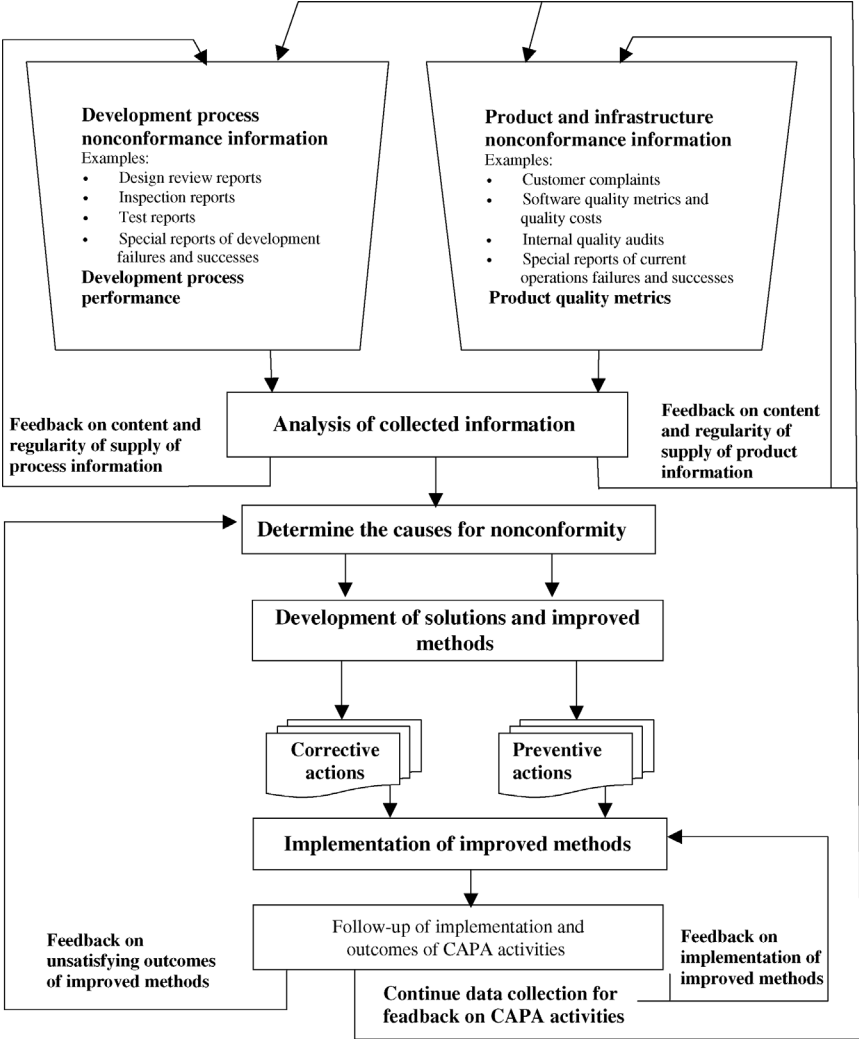 Development process
nonconformance information
Examples:
• Design review reports
• Inspection reports
• Test reports
• Special reports of development
failures and successes
Development process
performance
Product and infrastructure
nonconformance information
Examples:
• Customer complaints
• Software quality metrics and
quality costs
• Internal quality audits
• Special reports of current
operations failures and successes
Product quality metrics
Feedback on content and
regularity of supply of
process information
Analysis of collected information
Feedback on content
and regularity of
supply of product
information
Determine the causes for nonconformity
Development of solutions and improved
methods
Corrective
actions
Preventive
actions
Implementation of improved methods
Follow-up of implementation and
outcomes of CAPA activities
Feedback on
unsatisfying outcomes
of improved methods
Feedback on
implementation of
improved methods
Continue data collection for
feadback on CAPA activities